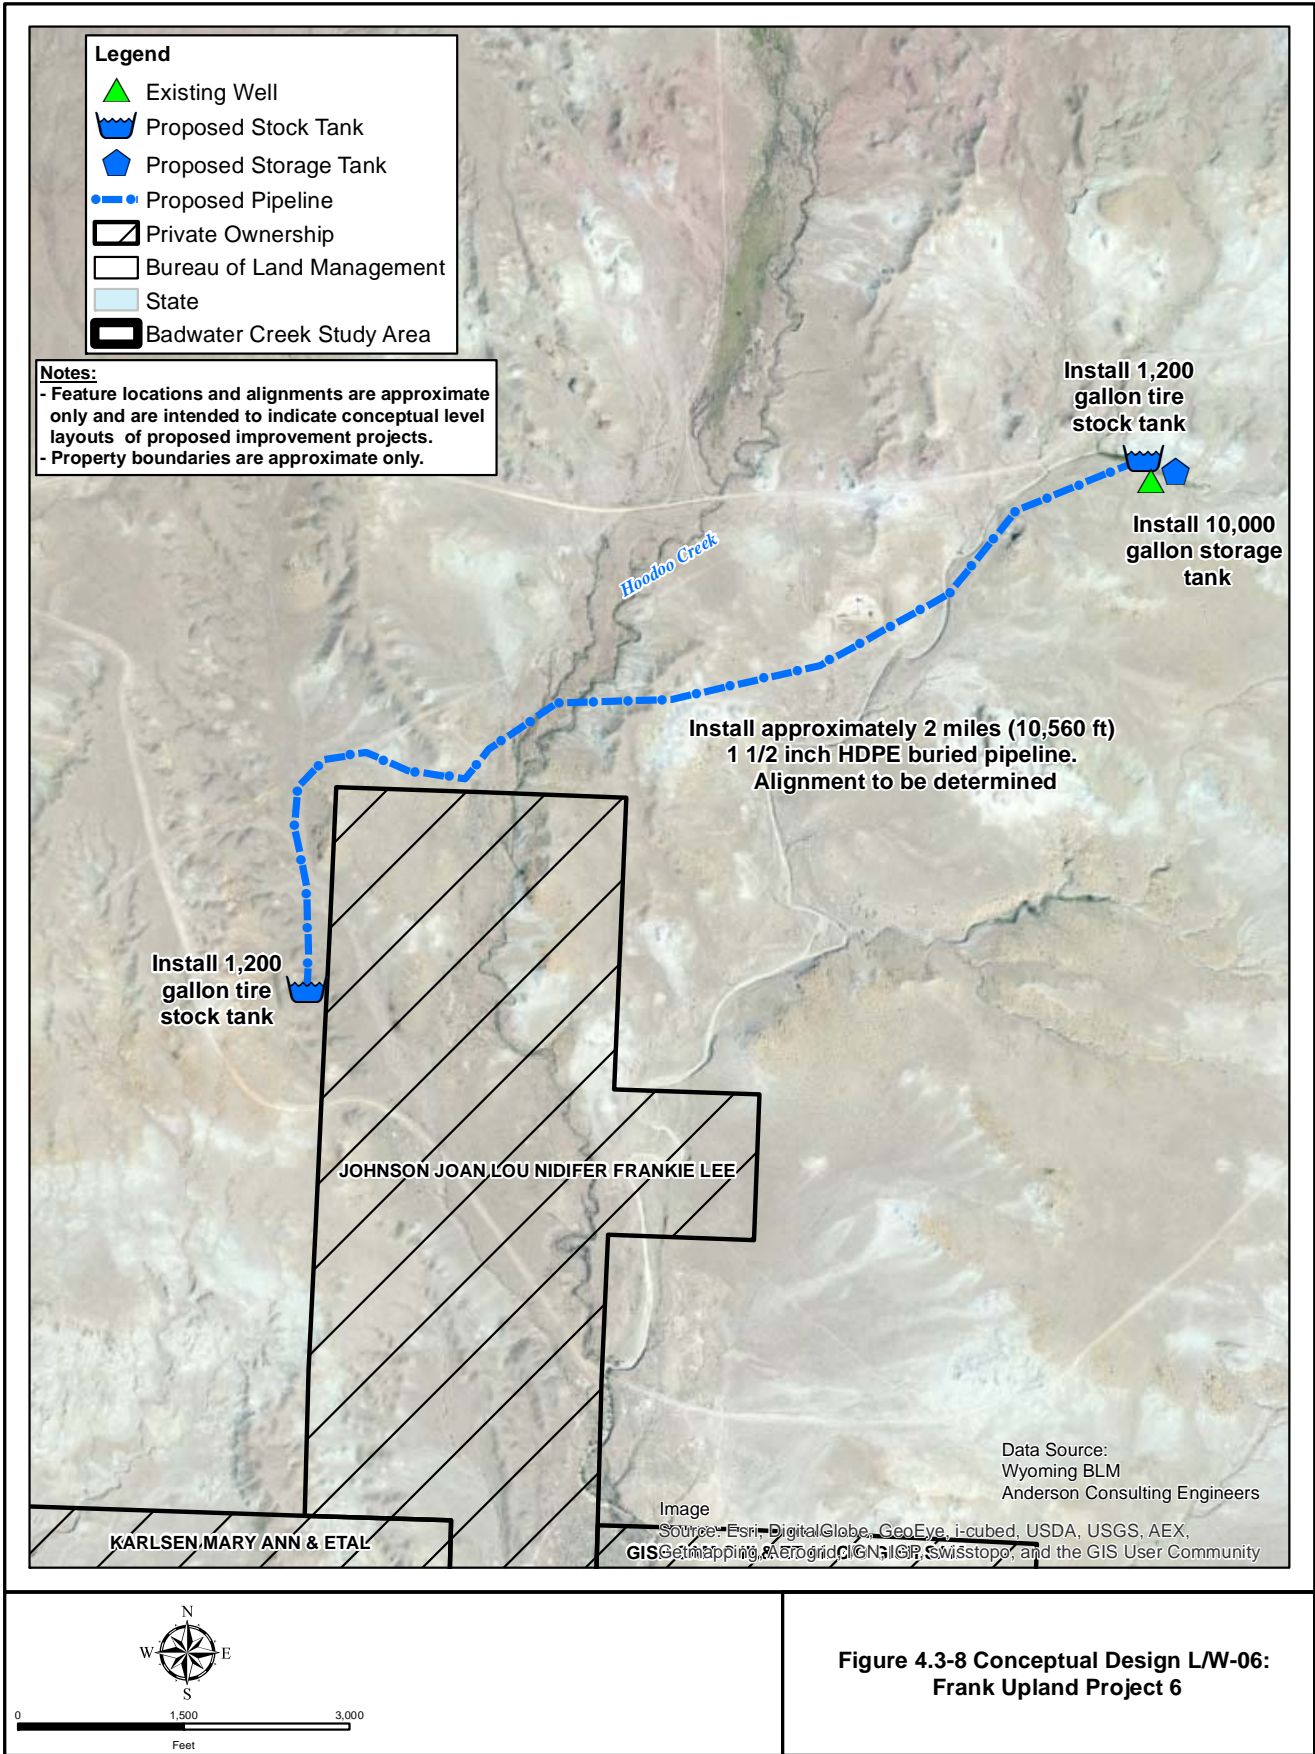 Legend
Existing Well
Proposed Stock Tank
Proposed Storage Tank
Proposed Pipeline
Private Ownership
Bureau of Land Management
State
Badwater Creek Study Area
Notes:
- Feature locations and alignments are approximate
only and are intended to indicate conceptual level
layouts of proposed improvement projects.
- Property boundaries are approximate only.
Install 1,200
gallon tire
stock tank
Install 10,000
gallon storage
tank
Hoodoo Creek
Install approximately 2 miles (10,560 ft)
1 1/2 inch HDPE buried pipeline.
Alignment to be determined
Install 1,200
gallon tire
stock tank
JOHNSON JOAN LOU NIDIFER FRANKIE LEE
Data Source:
Wyoming BLM
Anderson Consulting Engineers
KARLSEN MARY ANN & ETAL
Image
Source: Esri, DigitalGlobe, GeoEye, i-cubed, USDA, USGS, AEX,
Getmapping, Aerogrid, IGN, IGP, swisstopo, and the GIS User Community
N
W E
S
0 1,500 3,000
Feet
Figure 4.3-8 Conceptual Design L/W-06:
Frank Upland Project 6